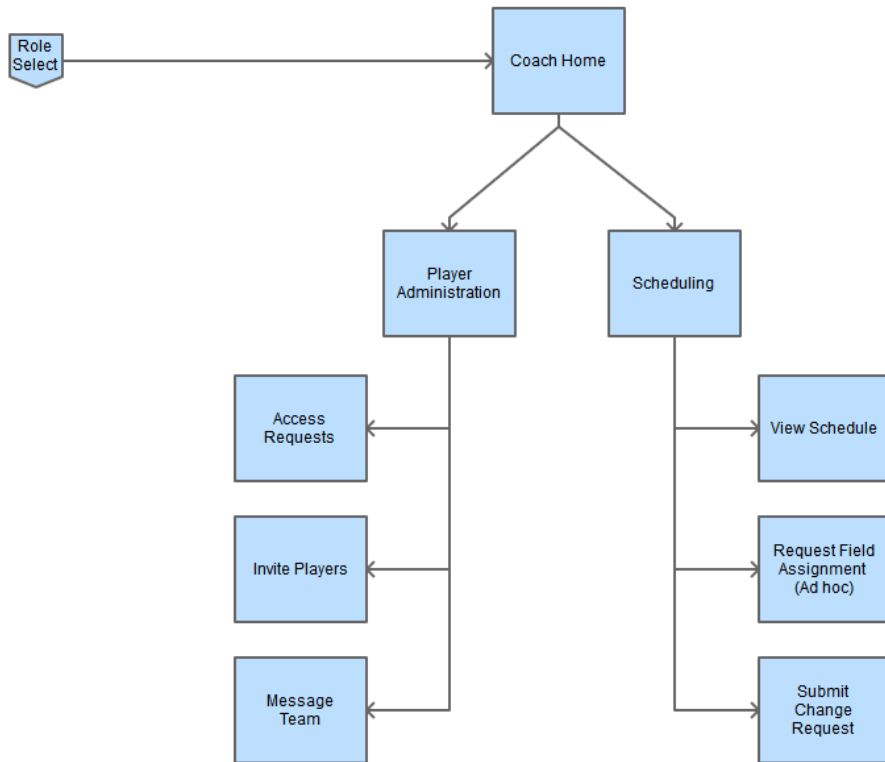 Role
Select
Coach Home
Player
Administration
Scheduling
Access
Requests
View Schedule
Invite Players
Request Field
Assignment
(Ad hoc)
Message
Team
Submit
Change
Request